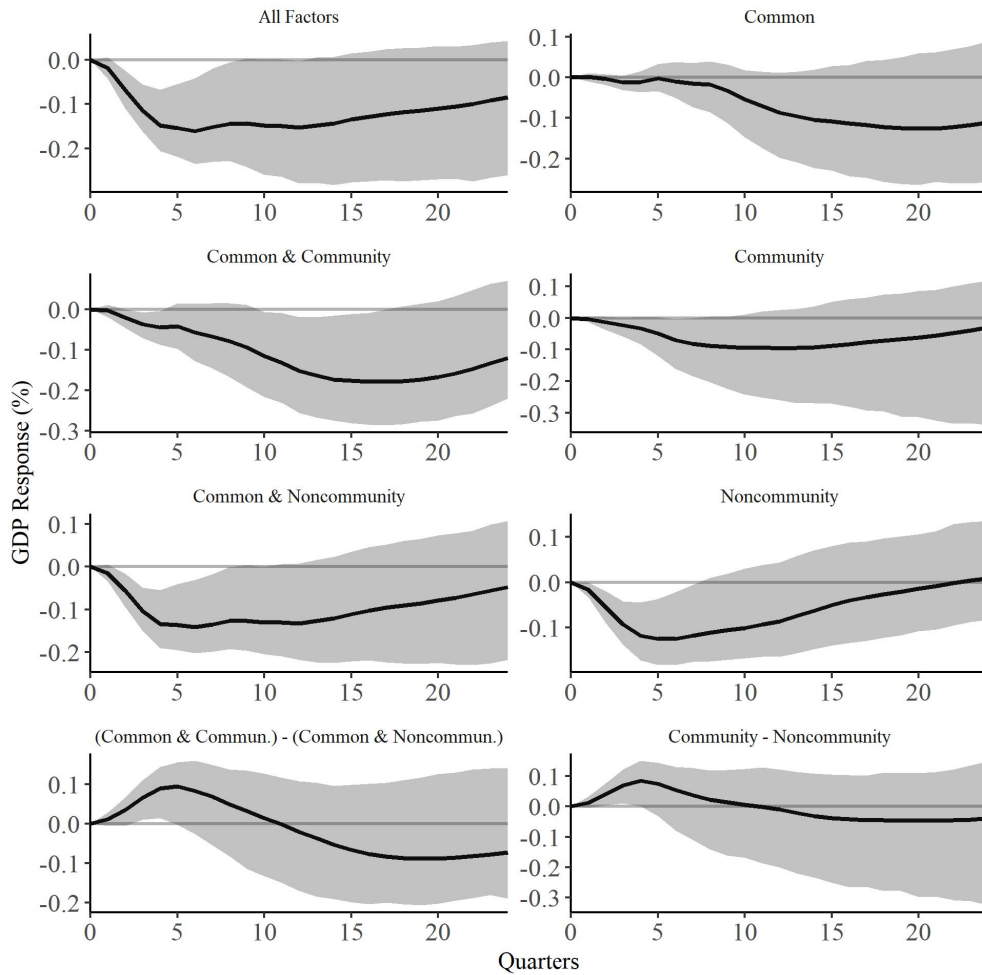 All Factors
0.0
-0.1
-0.2
0 5 10 15 20
Common
0.1
0.0
-0.1
-0.2
0 5 10 15 20
Common & Community
0.0
-0.1
-0.2
-0.3
0 5 10 15 20
Community
0.1
0.0
-0.1
-0.2
-0.3
0 5 10 15 20
Common & Noncommunity
0.1
0.0
-0.1
-0.2
0 5 10 15 20
Noncommunity
0.1
0.0
-0.1
0 5 10 15 20
(Common & Commun.) - (Common & Noncommun.)
0.1
0.0
-0.1
-0.2
0 5 10 15 20
Community - Noncommunity
0.1
0.0
-0.1
-0.2
-0.3
0 5 10 15 20
GDP Response (%)
Quarters